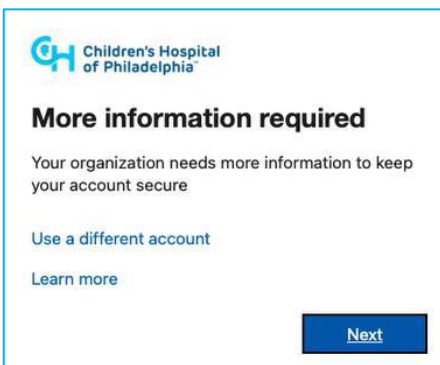 Children's Hospital
of Philadelphia™
More information required
Your organization needs more information to keep
your account secure
Use a different account
Learn more
Next